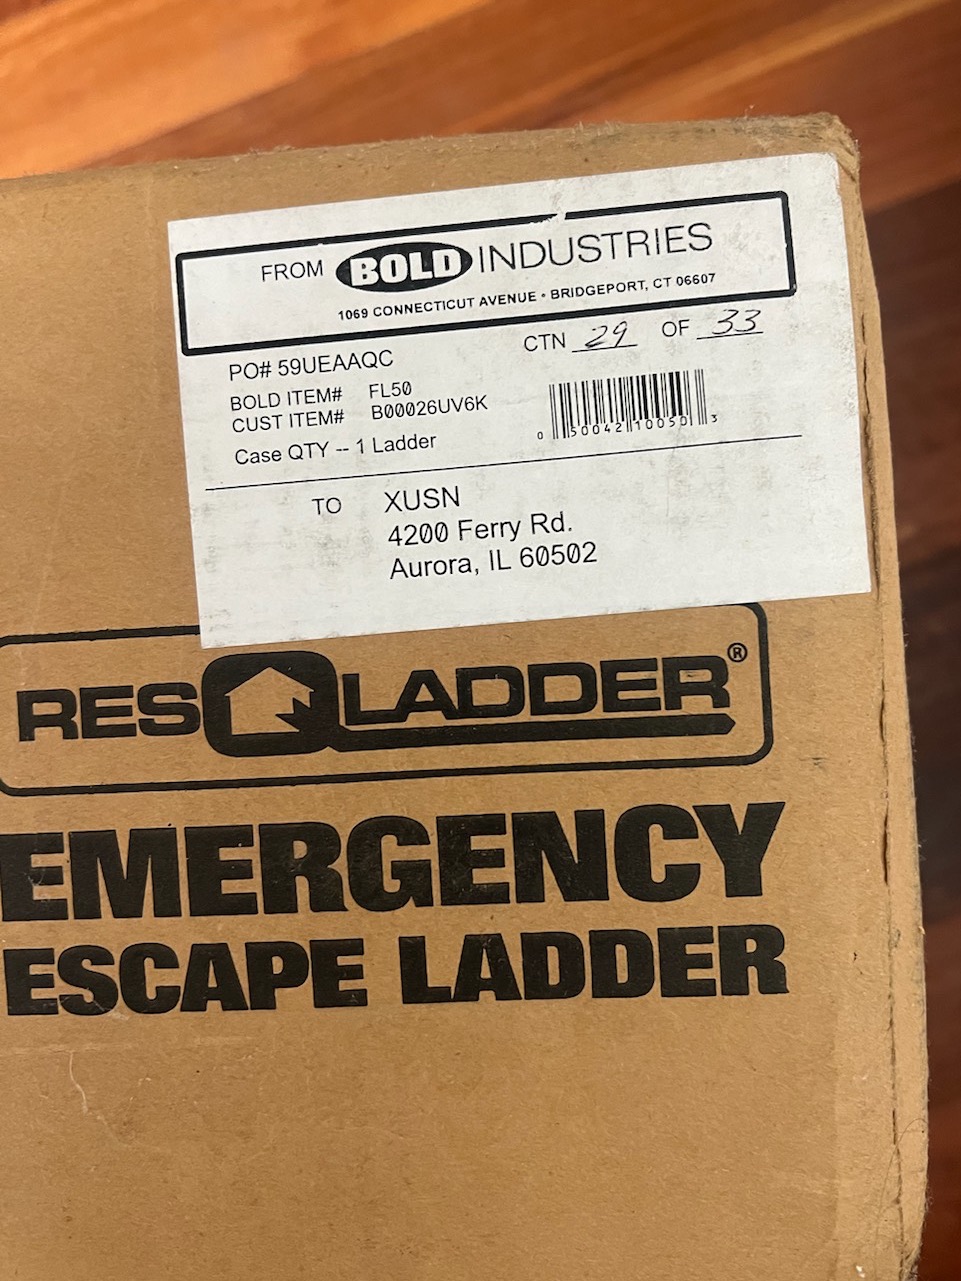 FROM BOLD INDUSTRIES
1069 CONNECTICUT AVENUE • BRIDGEPORT, CT 06607
PO# 59UEAAQC
CTN 29 OF 33
BOLD ITEM# FL50
CUST ITEM# B00026UV6K
Case QTY -- 1 Ladder
0 50042 10050 3
TO XUSN
4200 Ferry Rd.
Aurora, IL 60502
RESQLADDER®
EMERGENCY
ESCAPE LADDER